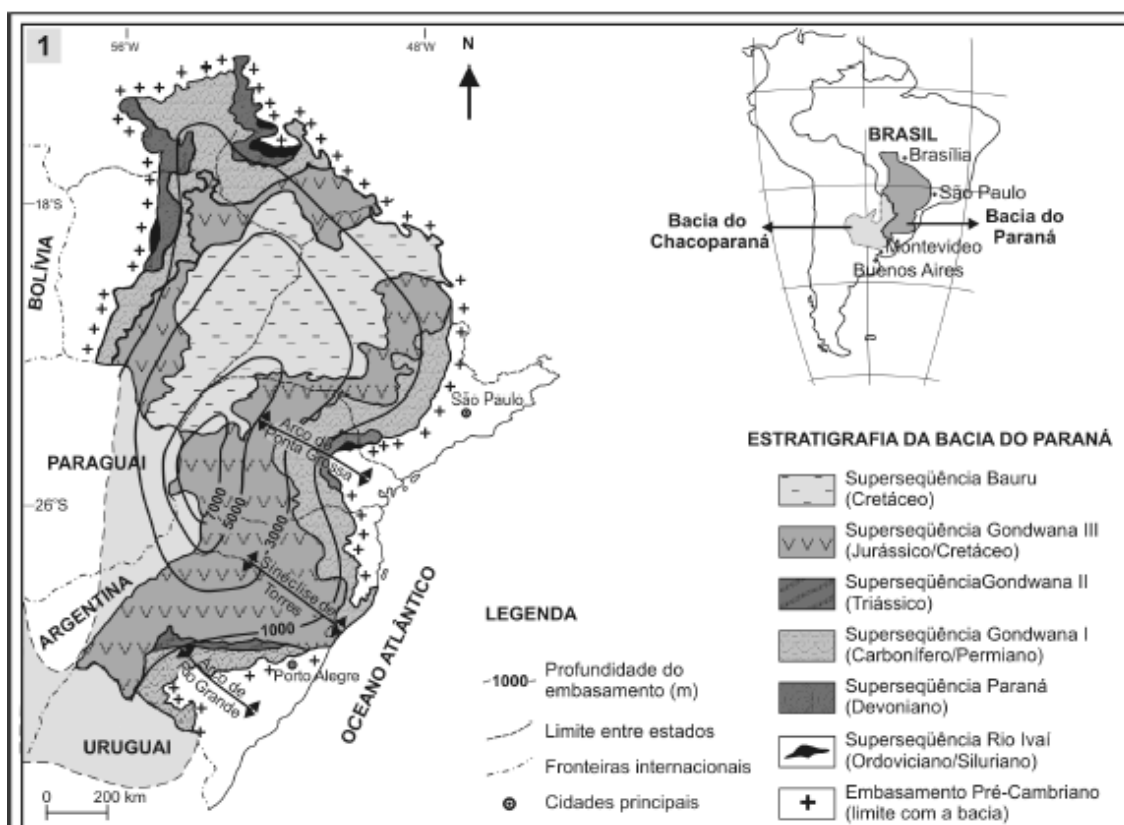 1
56°W
48°W
N
18°S
BOLÍVIA
São Paulo
Arco de
Ponta Grossa
PARAGUAI
26°S
7000
5000
3000
Sinéclise de
Torres
ARGENTINA
1000
Arco de
Rio Grande
Porto Alegre
OCEANO ATLÂNTICO
URUGUAI
0 200 km
BRASIL
Brasília
São Paulo
Bacia do
Chacoparaná
Bacia do
Paraná
Montevideo
Buenos Aires
LEGENDA
1000 Profundidade do
embasamento (m)
Limite entre estados
Fronteiras internacionais
Cidades principais
ESTRATIGRAFIA DA BACIA DO PARANÁ
Superseqüência Bauru
(Cretáceo)
Superseqüência Gondwana III
(Jurássico/Cretáceo)
SuperseqüênciaGondwana II
(Triássico)
Superseqüência Gondwana I
(Carbonífero/Permiano)
Superseqüência Paraná
(Devoniano)
Superseqüência Rio Ivaí
(Ordoviciano/Siluriano)
Embasamento Pré-Cambriano
(limite com a bacia)